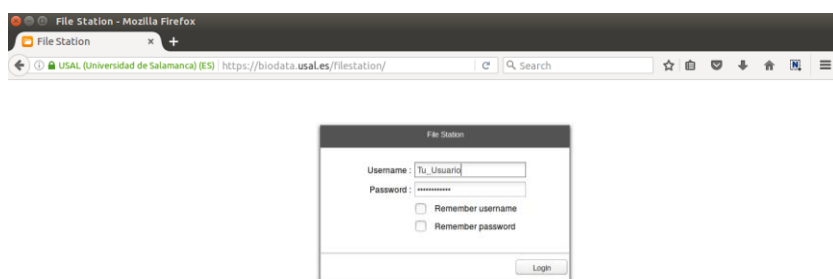 File Station - Mozilla Firefox
File Station × +
USAL (Universidad de Salamanca) (ES) https://biodata.usal.es/filestation/ Search
File Station
Username : Tu_Usuario
Password : ••••••••••••
Remember username
Remember password
Login